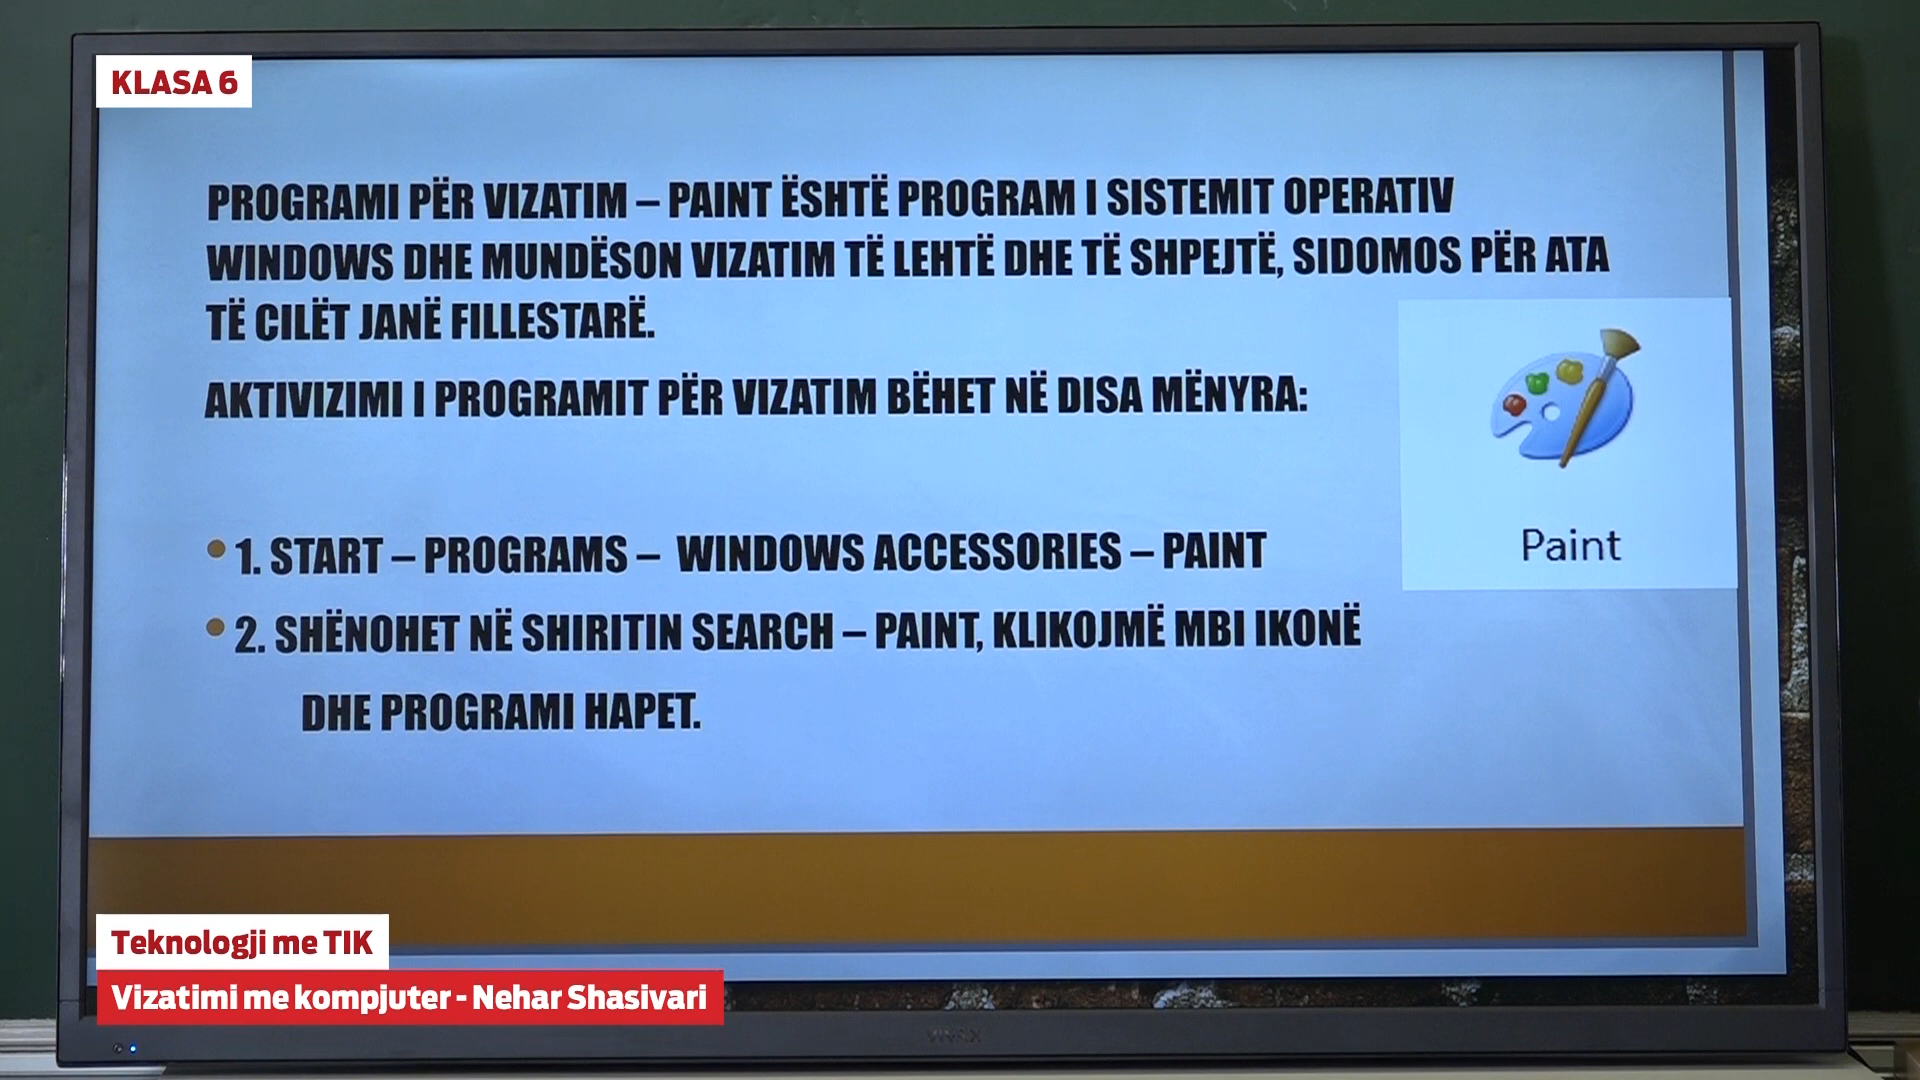 KLASA 6
PROGRAMI PËR VIZATIM – PAINT ËSHTË PROGRAM I SISTEMIT OPERATIV
WINDOWS DHE MUNDËSON VIZATIM TË LEHTË DHE TË SHPEJTË, SIDOMOS PËR ATA
TË CILËT JANË FILLESTARË.
AKTIVIZIMI I PROGRAMIT PËR VIZATIM BËHET NË DISA MËNYRA:
• 1. START – PROGRAMS – WINDOWS ACCESSORIES – PAINT
• 2. SHËNOHET NË SHIRITIN SEARCH – PAINT, KLIKOJMË MBI IKONË
DHE PROGRAMI HAPET.
Paint
Teknologji me TIK
Vizatimi me kompjuter - Nehar Shasivari